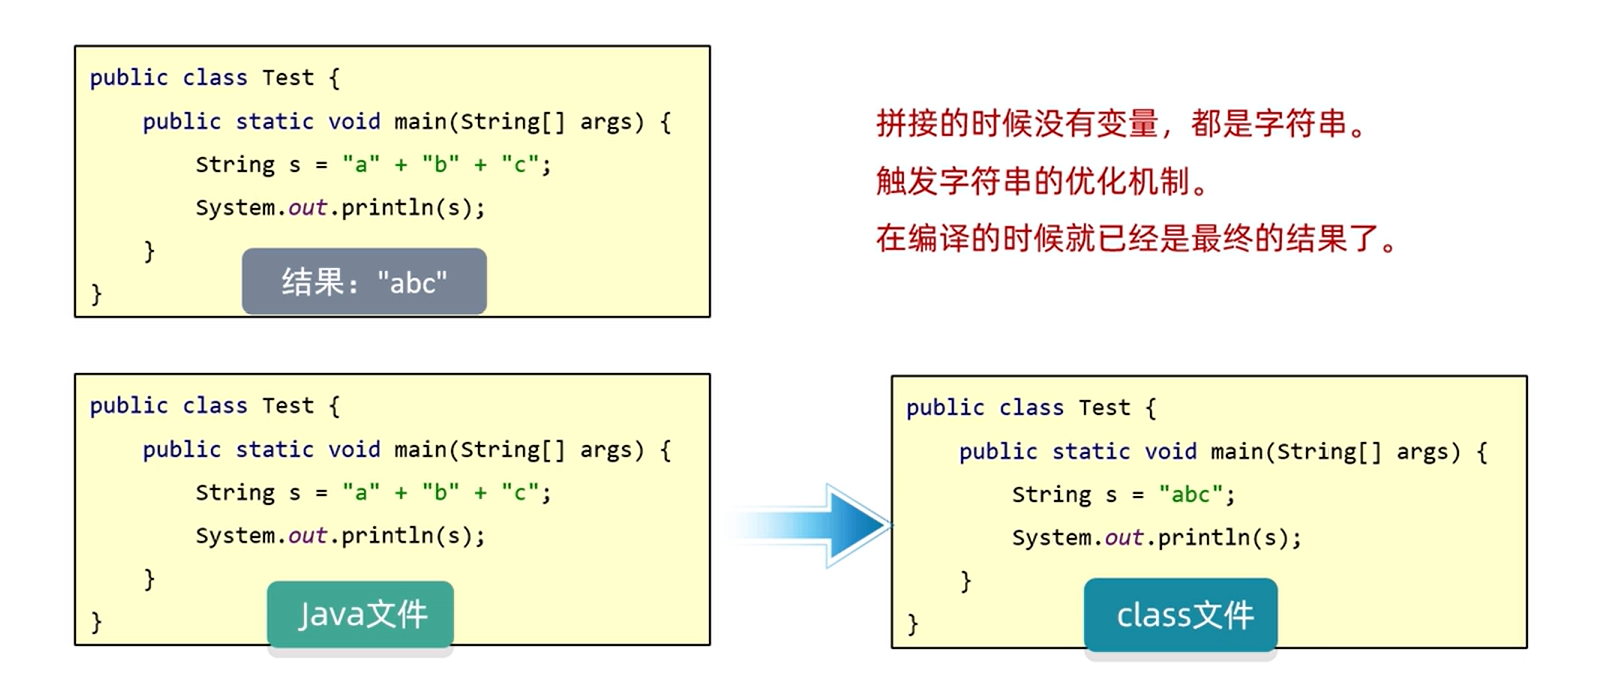 public class Test {
    public static void main(String[] args) {
        String s = "a" + "b" + "c";
        System.out.println(s);
    }
}
结果："abc"
拼接的时候没有变量，都是字符串。
触发字符串的优化机制。
在编译的时候就已经是最终的结果了。
public class Test {
    public static void main(String[] args) {
        String s = "a" + "b" + "c";
        System.out.println(s);
    }
}
Java文件
public class Test {
    public static void main(String[] args) {
        String s = "abc";
        System.out.println(s);
    }
}
class文件